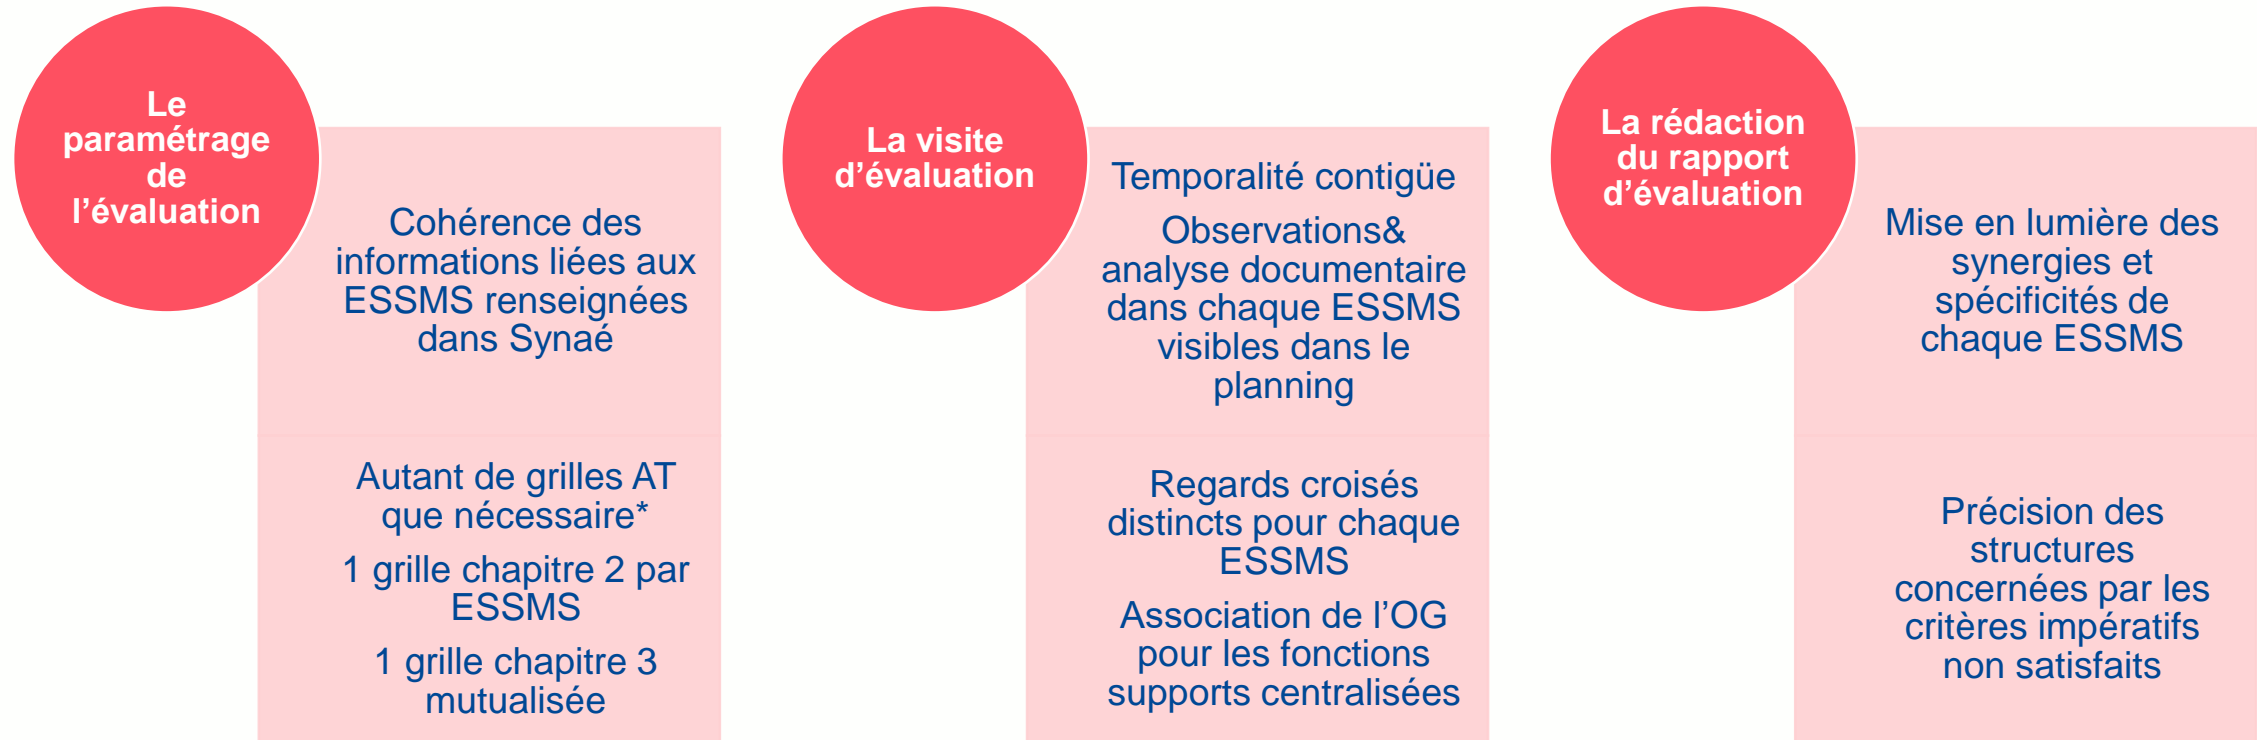 Le
paramétrage
de
l’évaluation
Cohérence des
informations liées aux
ESSMS renseignées
dans Synaé
Autant de grilles AT
que nécessaire*
1 grille chapitre 2 par
ESSMS
1 grille chapitre 3
mutualisée
La visite
d’évaluation
Temporalité contigüe
Observations&
analyse documentaire
dans chaque ESSMS
visibles dans le
planning
Regards croisés
distincts pour chaque
ESSMS
Association de l’OG
pour les fonctions
supports centralisées
La rédaction
du rapport
d’évaluation
Mise en lumière des
synergies et
spécificités de
chaque ESSMS
Précision des
structures
concernées par les
critères impératifs
non satisfaits